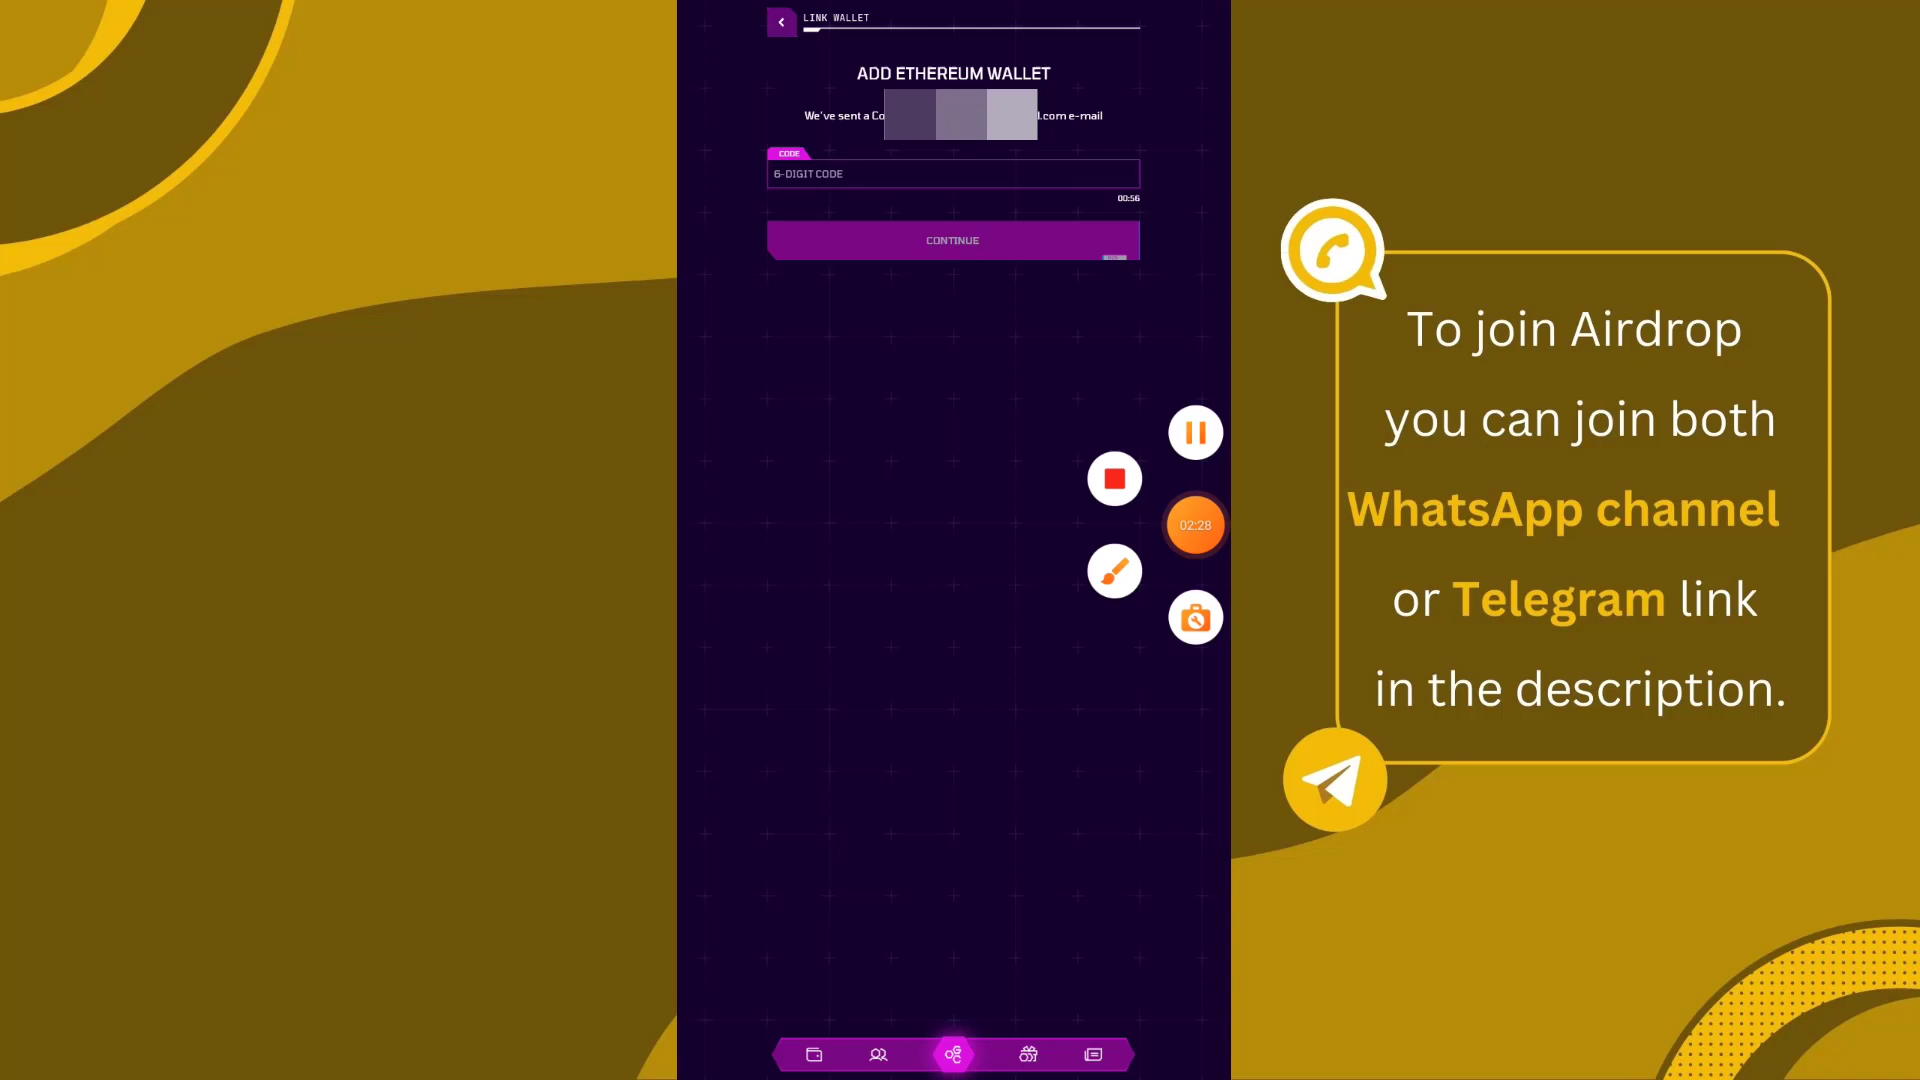 LINK WALLET
ADD ETHEREUM WALLET
We've sent a Co l.com e-mail
CODE
6-DIGIT CODE
00:56
CONTINUE
02:28
To join Airdrop
you can join both
WhatsApp channel
or Telegram link
in the description.